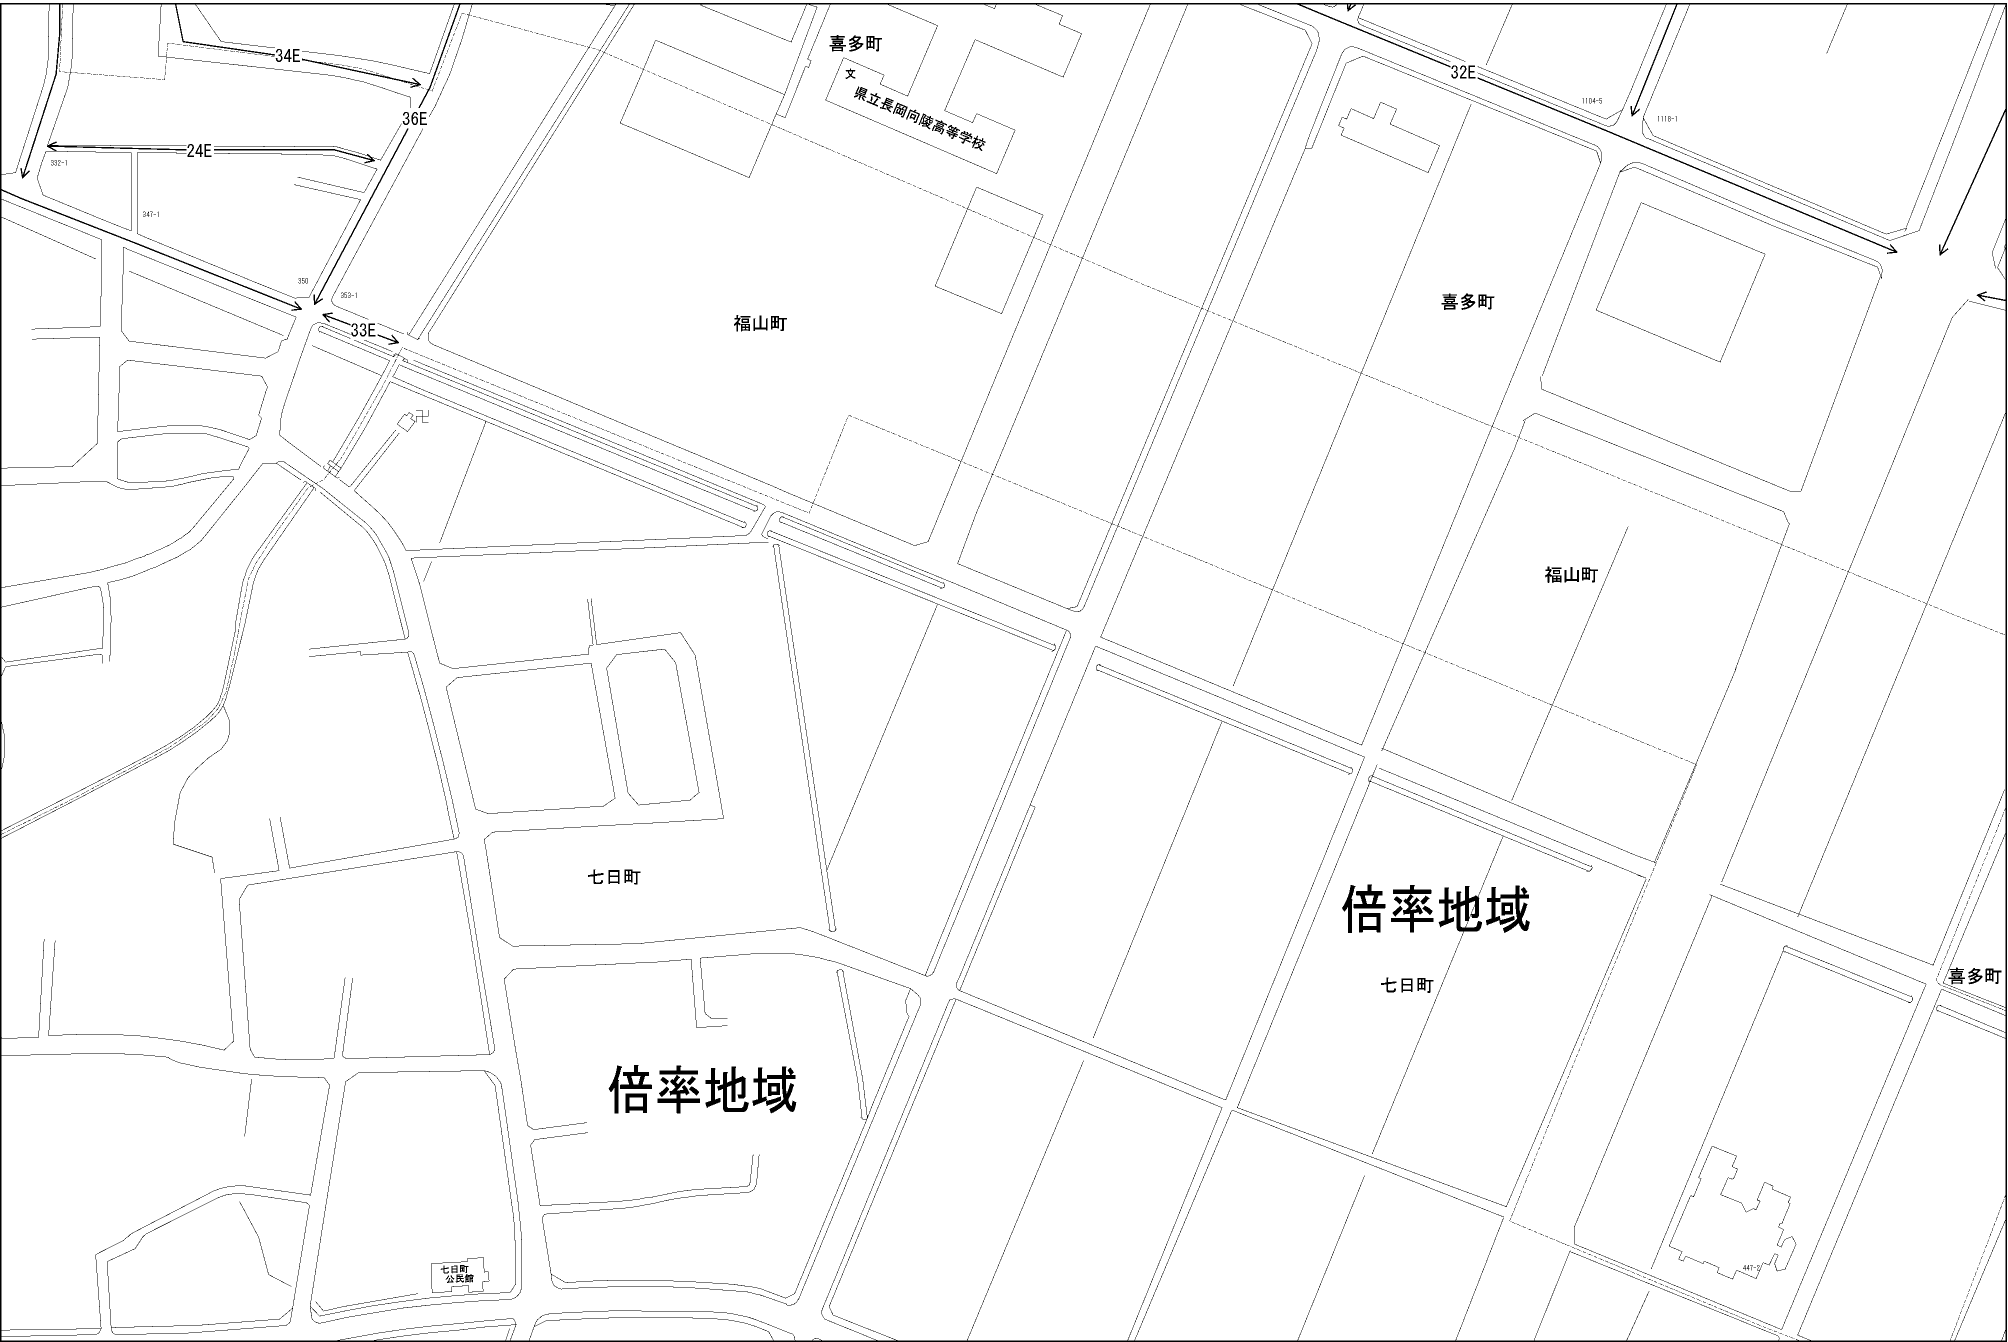 34E
喜多町
文
県立長岡向陵高等学校
32E
1104-5
1118-1
36E
24E
332-1
347-1
350
353-1
33E
福山町
喜多町
卍
福山町
七日町
倍率地域
七日町
喜多町
倍率地域
七日町
公民館
447-2